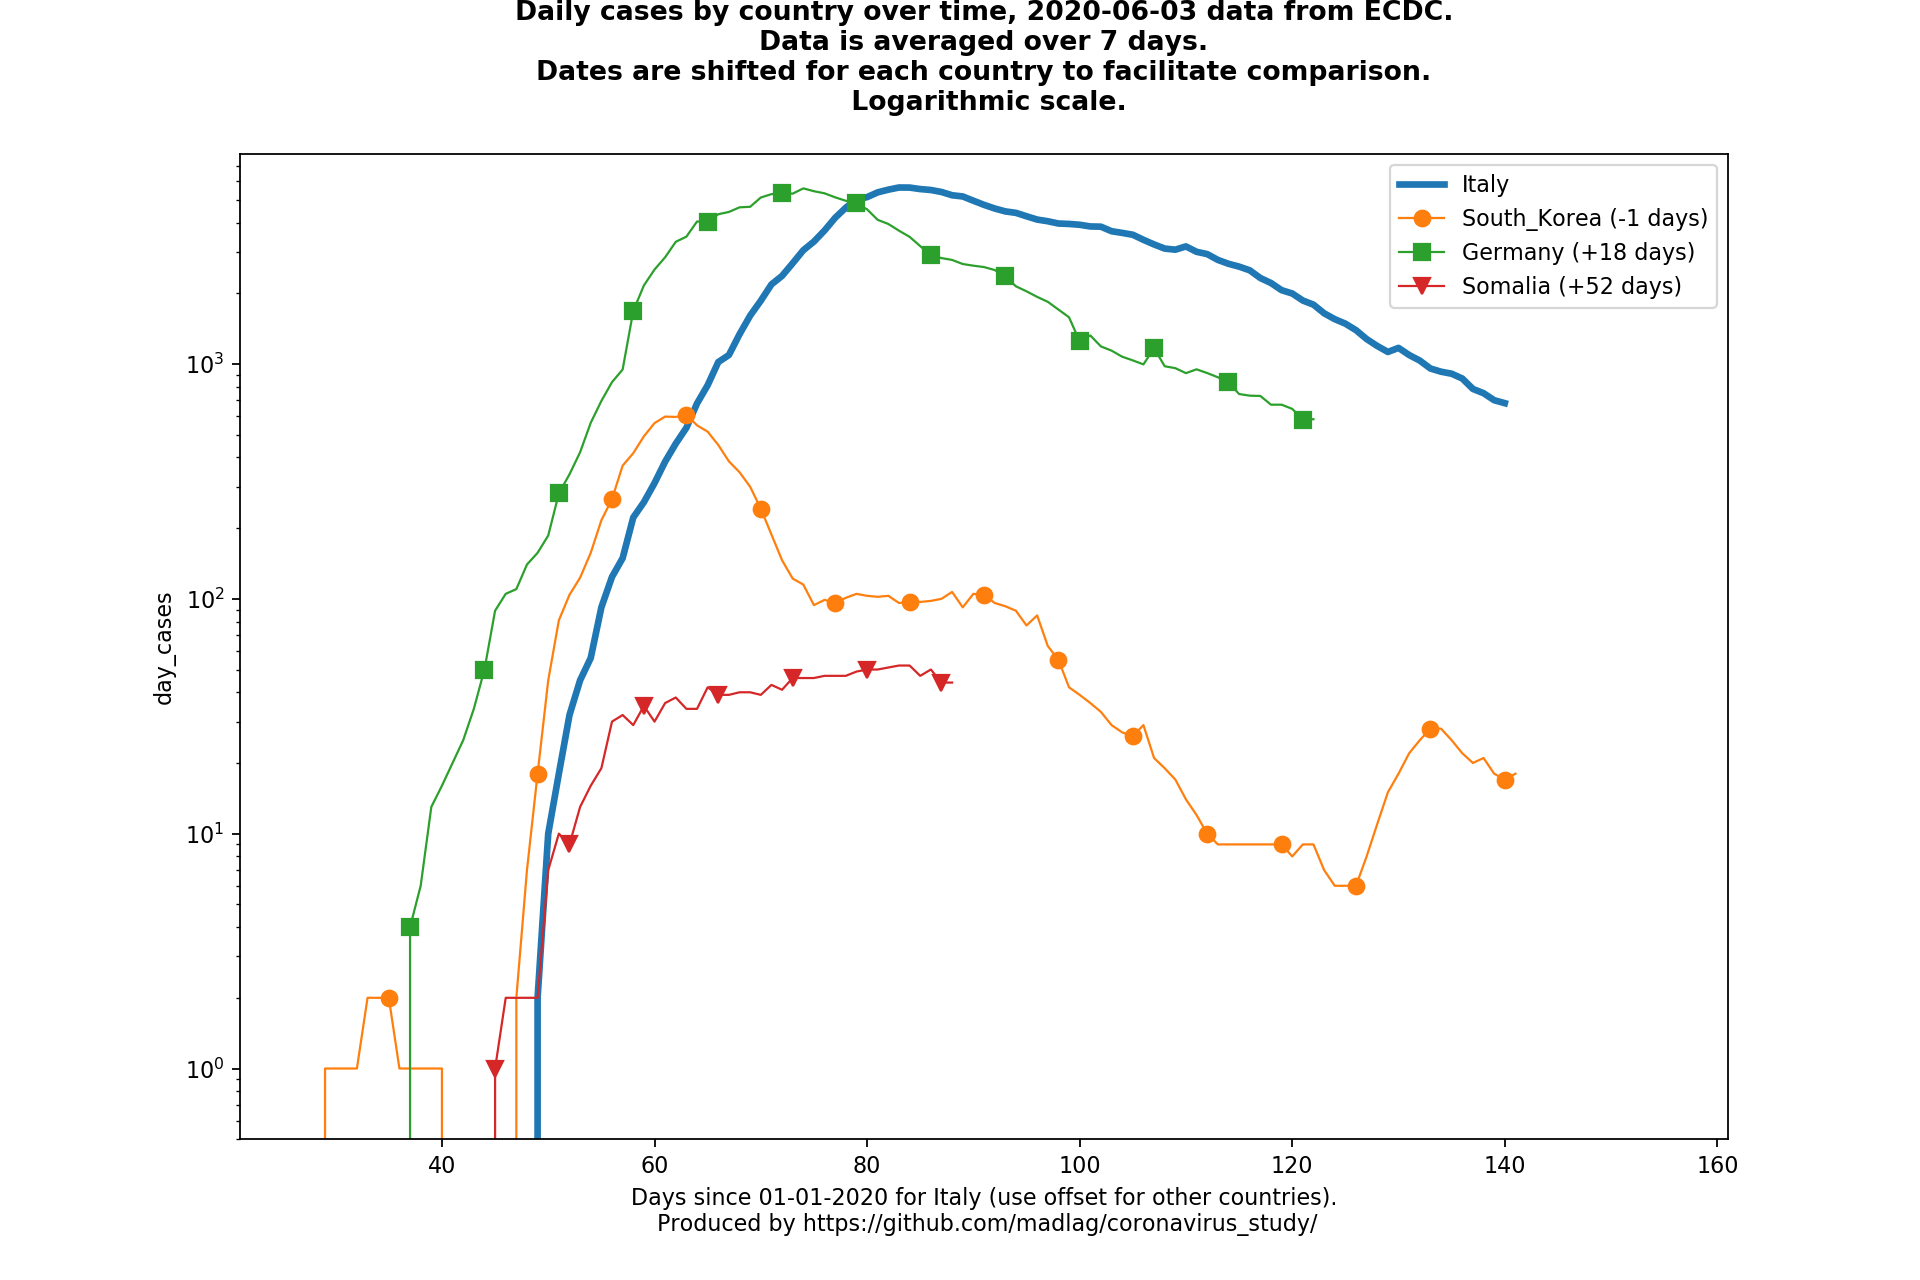 Daily cases by country over time, 2020-06-03 data from ECDC.
Data is averaged over 7 days.
Dates are shifted for each country to facilitate comparison.
Logarithmic scale.
Italy
South_Korea (-1 days)
Germany (+18 days)
Somalia (+52 days)
day_cases
10³
10²
10¹
10⁰
40 60 80 100 120 140 160
Days since 01-01-2020 for Italy (use offset for other countries).
Produced by https://github.com/madlag/coronavirus_study/